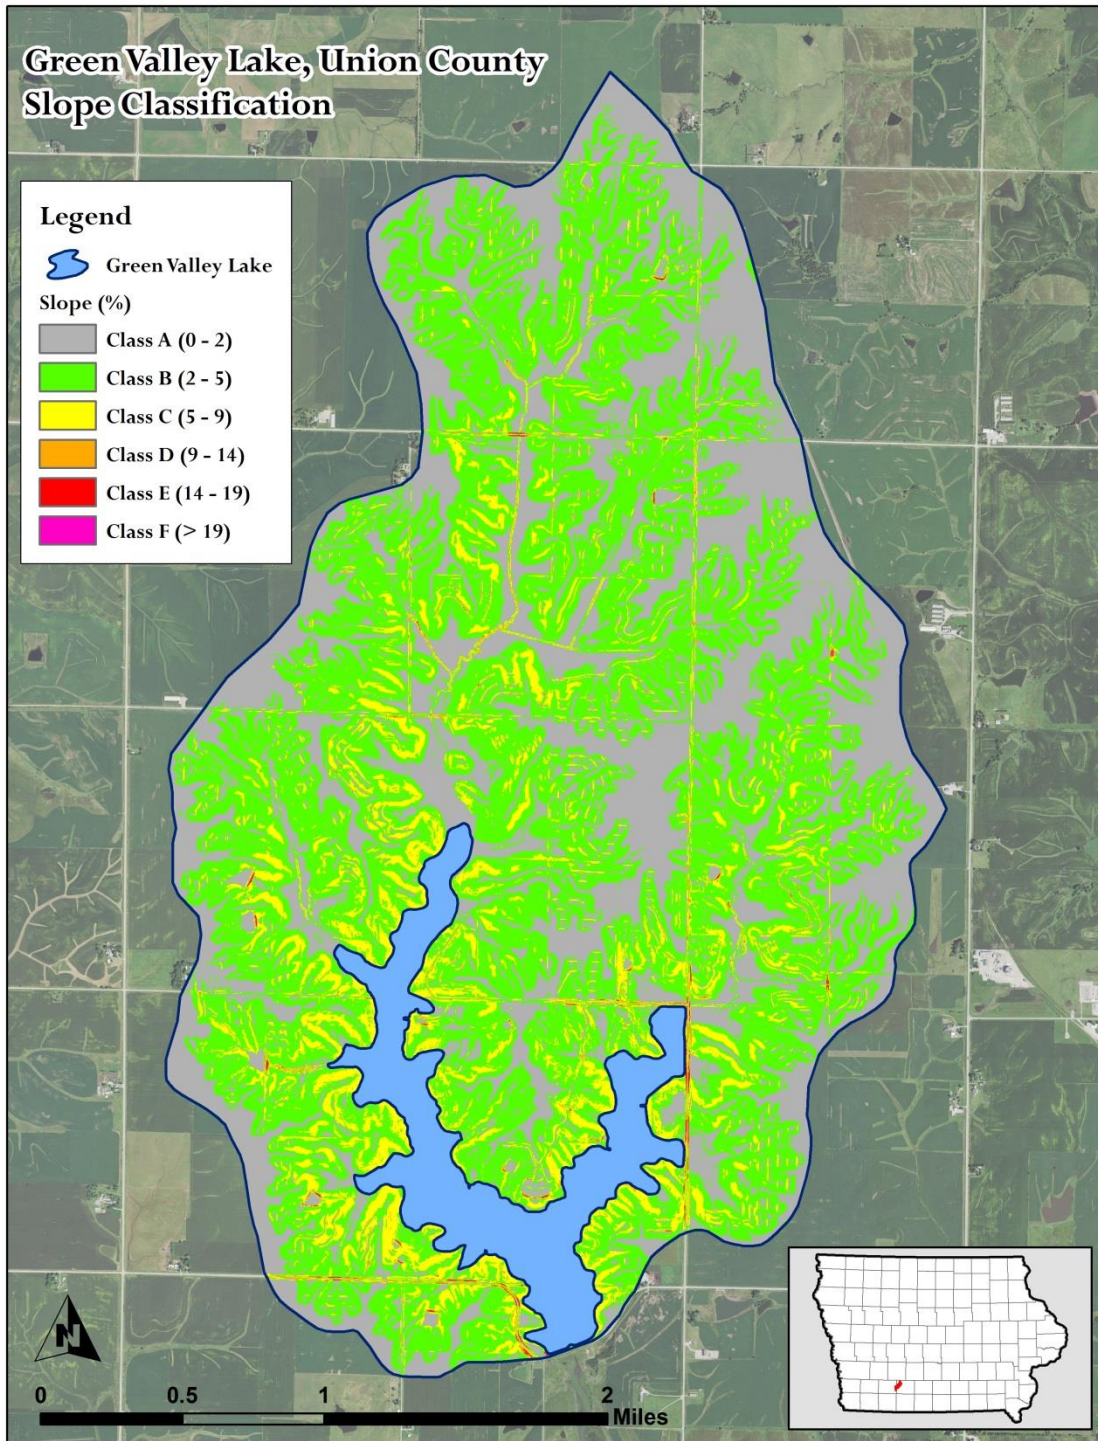 Green Valley Lake, Union County
Slope Classification
Legend
Green Valley Lake
Slope (%)
Class A (0 - 2)
Class B (2 - 5)
Class C (5 - 9)
Class D (9 - 14)
Class E (14 - 19)
Class F (> 19)
N
0 0.5 1 2
Miles